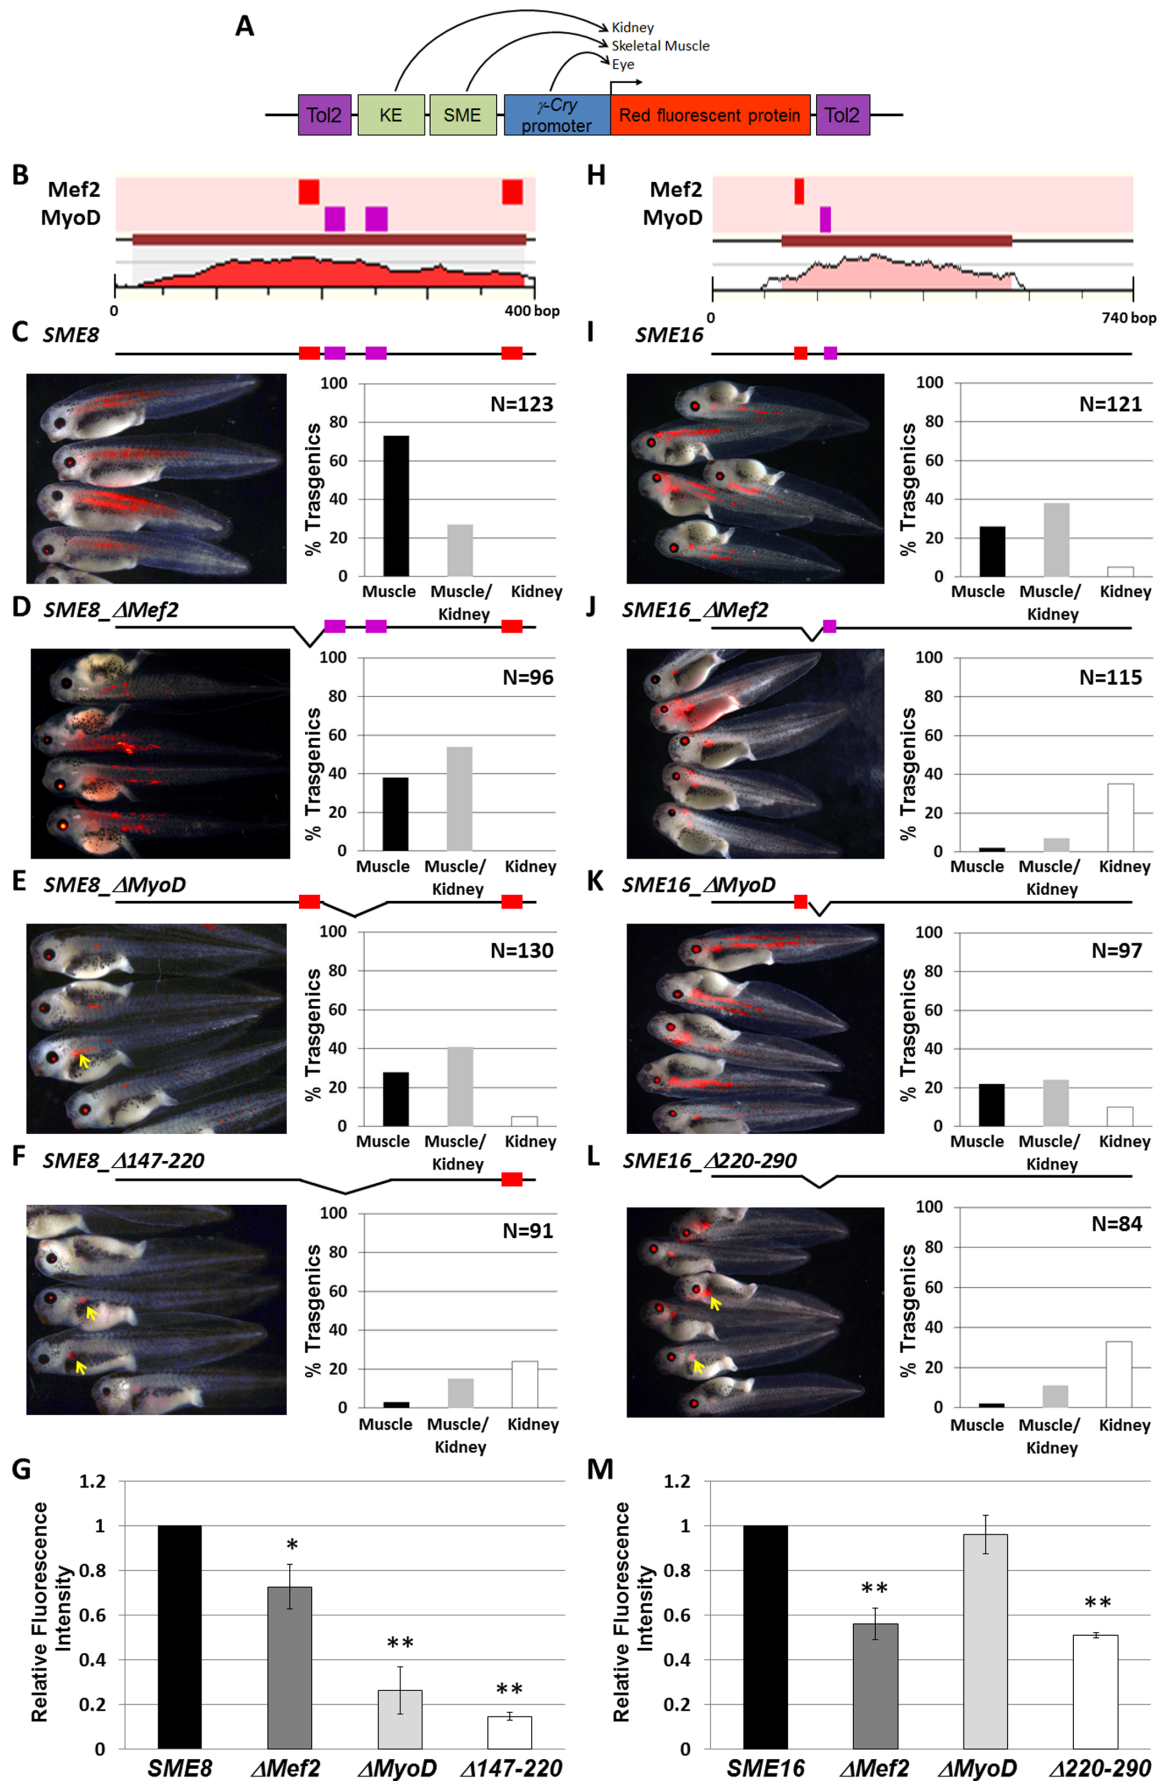 A
Kidney
Skeletal Muscle
Eye
Tol2 KE SME γ-Cry promoter Red fluorescent protein Tol2
B
Mef2
MyoD
0 400 bop
H
Mef2
MyoD
0 740 bop
C SME8
% Trasgenics
100
80
60
40
20
0
N=123
Muscle Muscle/ Kidney
Kidney
I SME16
% Trasgenics
100
80
60
40
20
0
N=121
Muscle Muscle/ Kidney
Kidney
D SME8_ΔMef2
% Trasgenics
100
80
60
40
20
0
N=96
Muscle Muscle/ Kidney
Kidney
J SME16_ΔMef2
% Trasgenics
100
80
60
40
20
0
N=115
Muscle Muscle/ Kidney
Kidney
E SME8_ΔMyoD
% Trasgenics
100
80
60
40
20
0
N=130
Muscle Muscle/ Kidney
Kidney
K SME16_ΔMyoD
% Trasgenics
100
80
60
40
20
0
N=97
Muscle Muscle/ Kidney
Kidney
F SME8_Δ147-220
% Trasgenics
100
80
60
40
20
0
N=91
Muscle Muscle/ Kidney
Kidney
L SME16_Δ220-290
% Trasgenics
100
80
60
40
20
0
N=84
Muscle Muscle/ Kidney
Kidney
G
Relative Fluorescence
Intensity
1.2
1
0.8
0.6
0.4
0.2
0
*
**
**
SME8 ΔMef2 ΔMyoD Δ147-220
M
Relative Fluorescence
Intensity
1.2
1
0.8
0.6
0.4
0.2
0
**
**
SME16 ΔMef2 ΔMyoD Δ220-290